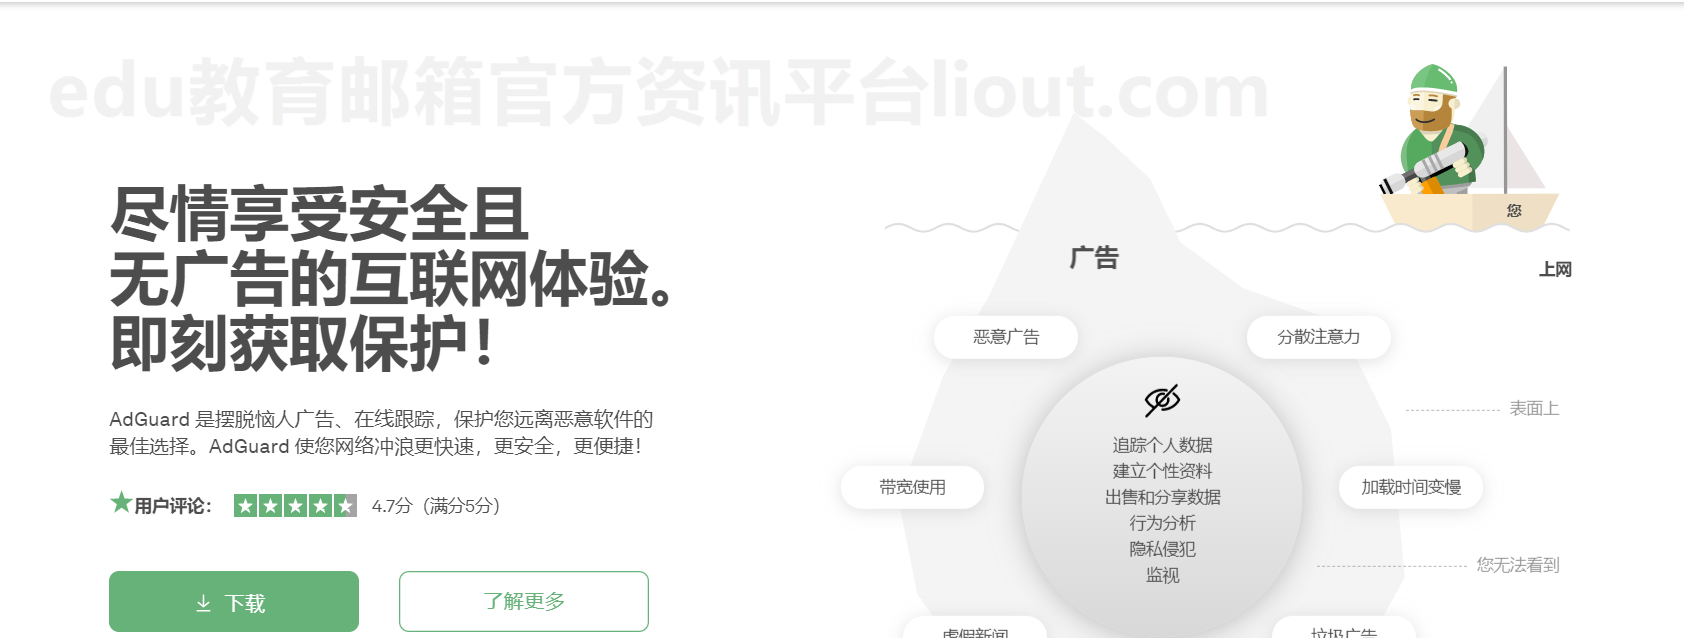 edu教育邮箱官方资讯平台liout.com
尽情享受安全且
无广告的互联网体验。
即刻获取保护！
AdGuard 是摆脱恼人广告、在线跟踪，保护您远离恶意软件的
最佳选择。AdGuard 使您网络冲浪更快速，更安全，更便捷！
用户评论： 4.7分（满分5分）
下载
了解更多
您
上网
广告
恶意广告
分散注意力
表面上
追踪个人数据
建立个性资料
出售和分享数据
行为分析
隐私侵犯
监视
带宽使用
加载时间变慢
您无法看到
虚假新闻
垃圾广告